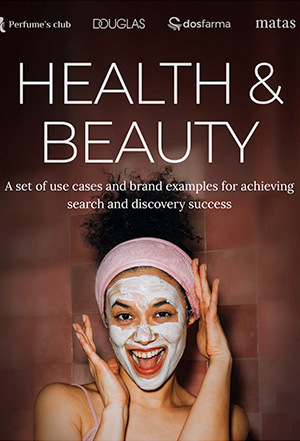 Perfume's club DOUGLAS dosfarma matas
HEALTH &
BEAUTY
A set of use cases and brand examples for achieving
search and discovery success